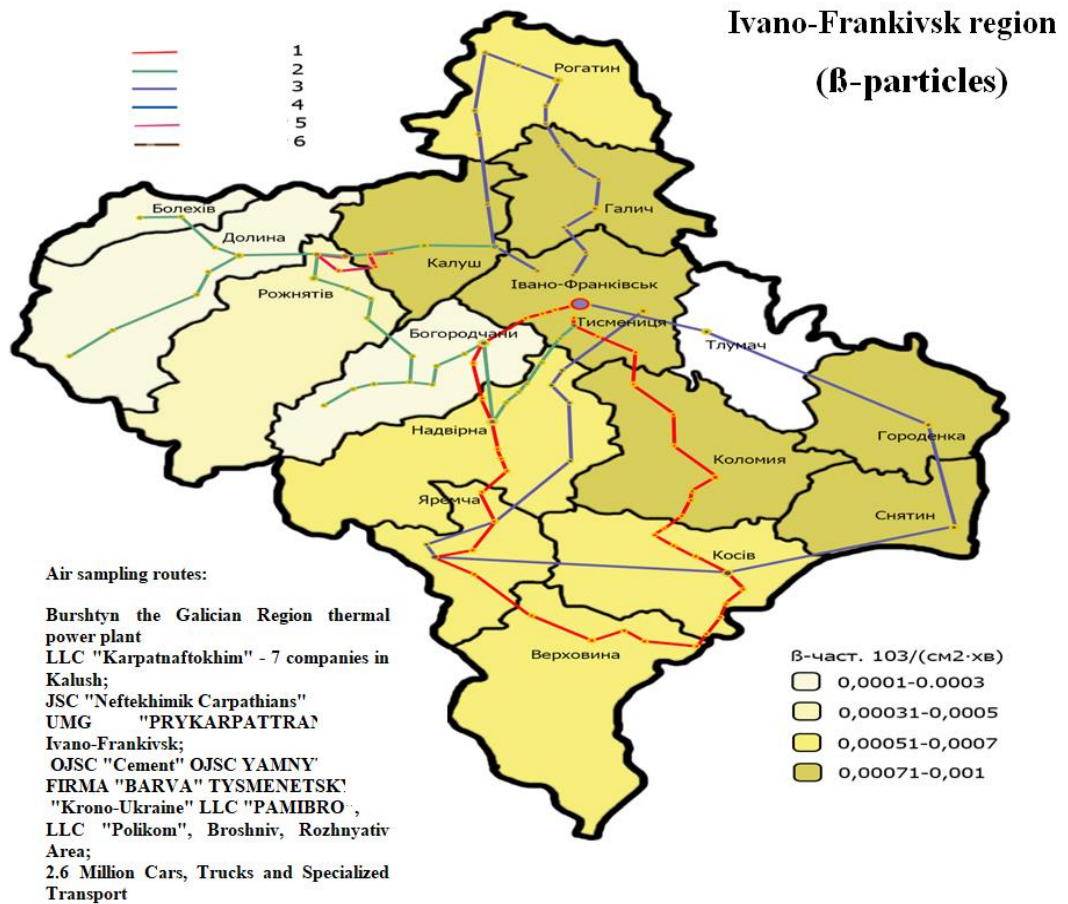 Ivano-Frankivsk region
(ß-particles)
1
2
3
4
5
6
Рогатин
Болехів
Галич
Долина
Калуш
Івано-Франківськ
Рожнятів
Тисмениця
Богородчани
Тлумач
Надвірна
Городенка
Коломия
Яремча
Снятин
Косів
Верховина
Air sampling routes:
Burshtyn the Galician Region thermal
power plant
LLC "Karpatnaftokhim" - 7 companies in
Kalush;
JSC "Neftekhimik Carpathians"
UMG "PRYKARPATTRAN
Ivano-Frankivsk;
OJSC "Cement" OJSC YAMNY
FIRMA "BARVA" TYSMENETSKY
"Krono-Ukraine" LLC "PAMIBRO ,
LLC "Polikom", Broshniv, Rozhnyativ
Area;
2.6 Million Cars, Trucks and Specialized
Transport
ß-част. 103/(см2·хв)
0,0001-0.0003
0,00031-0,0005
0,00051-0,0007
0,00071-0,001